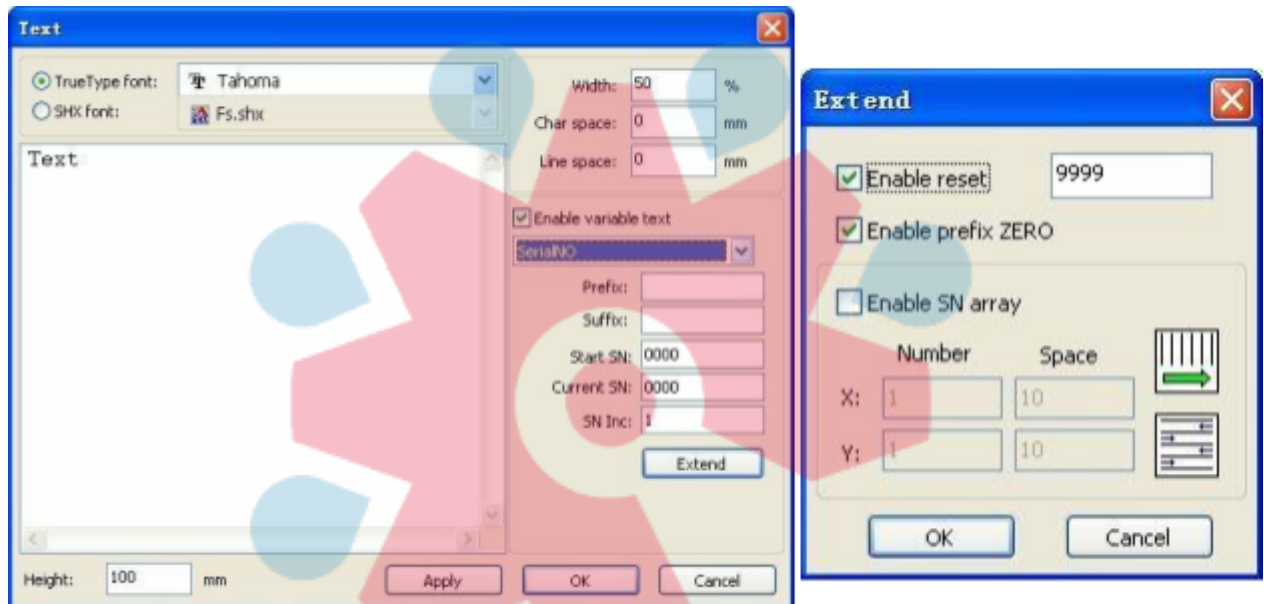 Text
TrueType font: Tahoma
SHX font: Fs.shx
Text
Width: 50 %
Char space: 0 mm
Line space: 0 mm
Enable variable text
SerialNO
Prefix:
Suffix:
Start SN: 0000
Current SN: 0000
SN Inc: 1
Extend
Height: 100 mm
Apply
OK
Cancel
Extend
Enable reset 9999
Enable prefix ZERO
Enable SN array
Number Space
X: 1 10
Y: 1 10
OK
Cancel